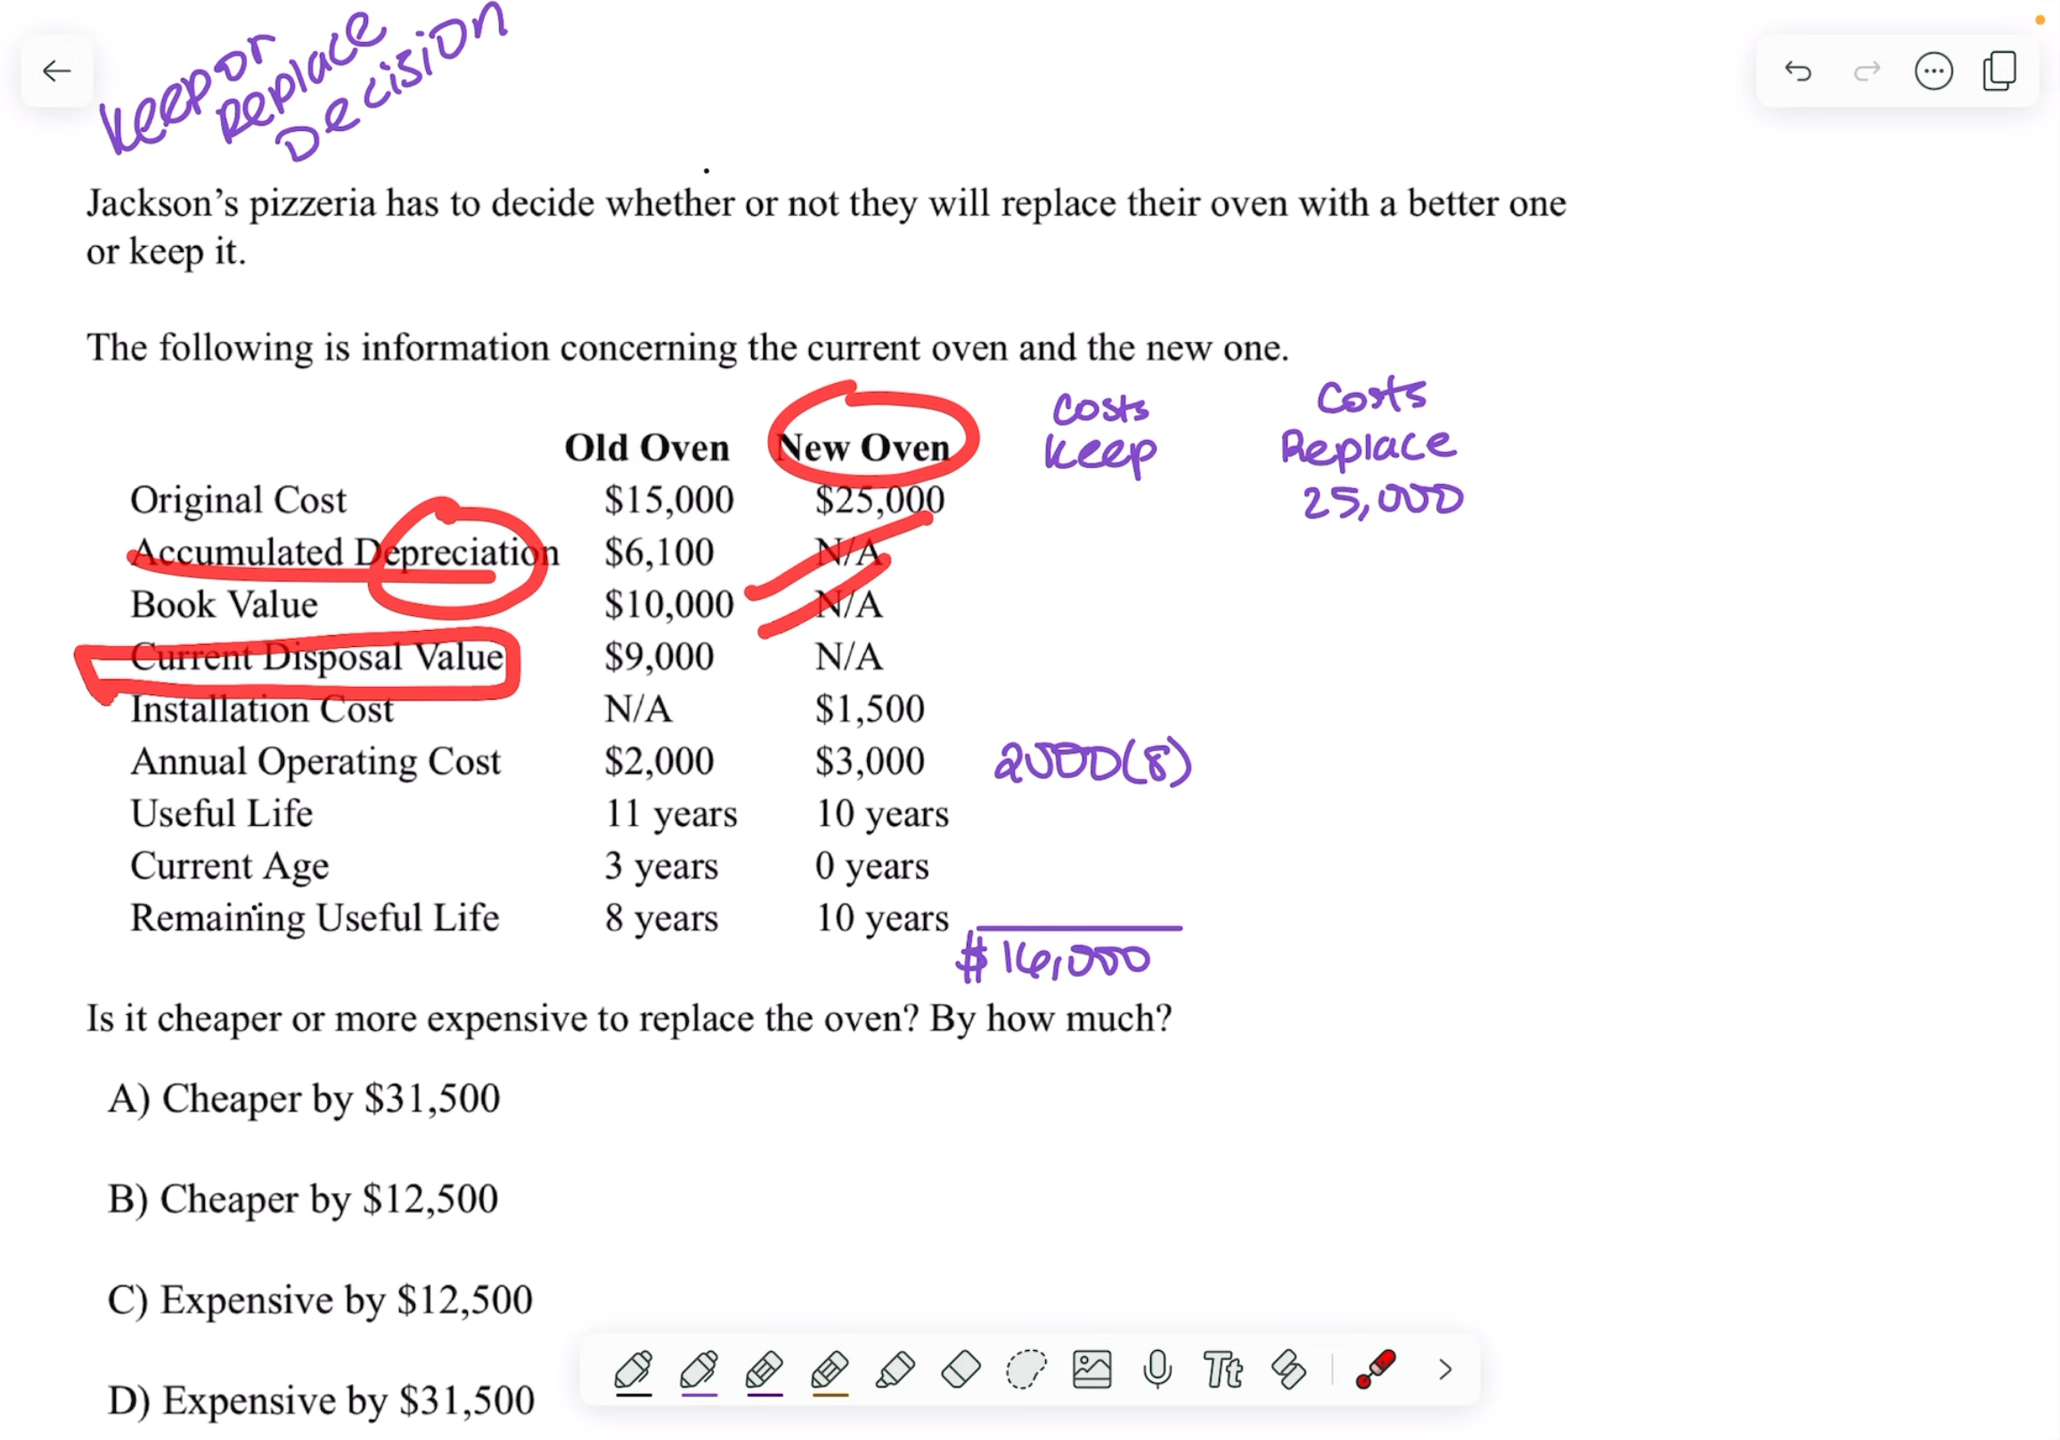 Keep or
Replace
Decision
Jackson’s pizzeria has to decide whether or not they will replace their oven with a better one
or keep it.
The following is information concerning the current oven and the new one.
Costs Costs
Keep Replace
Old Oven New Oven
Original Cost $15,000 $25,000 25,000
Accumulated Depreciation $6,100 N/A
Book Value $10,000 N/A
Current Disposal Value $9,000 N/A
Installation Cost N/A $1,500
Annual Operating Cost $2,000 $3,000 2000(8)
Useful Life 11 years 10 years
Current Age 3 years 0 years
Remaining Useful Life 8 years 10 years
$16,000
Is it cheaper or more expensive to replace the oven? By how much?
A) Cheaper by $31,500
B) Cheaper by $12,500
C) Expensive by $12,500
D) Expensive by $31,500
Tt